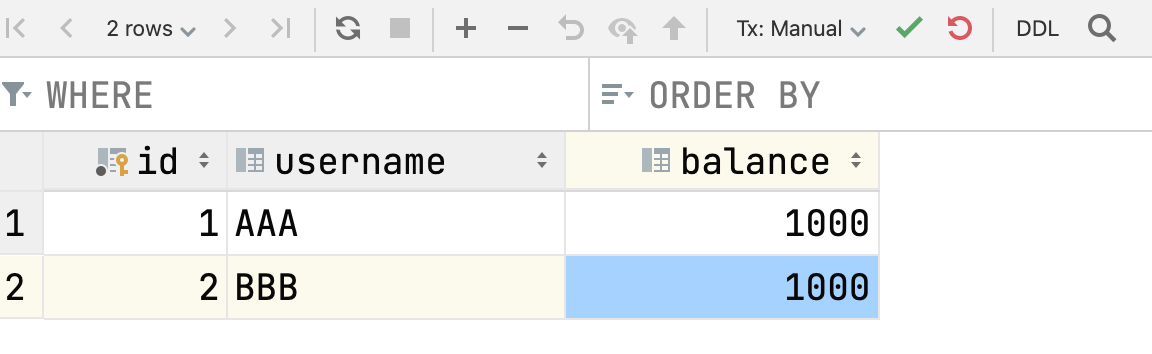 2 rows Tx: Manual DDL
WHERE ORDER BY
id username balance
1 1 AAA 1000
2 2 BBB 1000